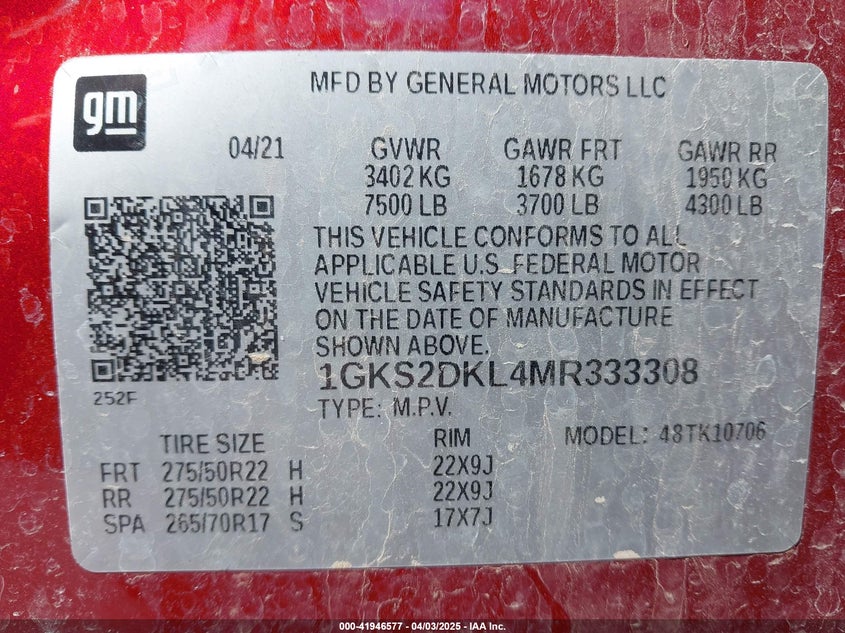 gm
MFD BY GENERAL MOTORS LLC
04/21 GVWR GAWR FRT GAWR RR
3402 KG 1678 KG 1950 KG
7500 LB 3700 LB 4300 LB
THIS VEHICLE CONFORMS TO ALL
APPLICABLE U.S. FEDERAL MOTOR
VEHICLE SAFETY STANDARDS IN EFFECT
ON THE DATE OF MANUFACTURE
SHOWN ABOVE.
1GKS2DKL4MR333308
252F
TYPE: M.P.V.
TIRE SIZE RIM MODEL: 48TK10706
FRT 275/50R22 H 22X9J
RR 275/50R22 H 22X9J
SPA 265/70R17 S 17X7J
000-41946577 - 04/03/2025 - IAA Inc.